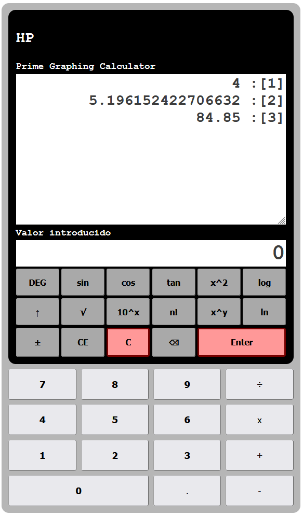 HP
Prime Graphing Calculator
4 :[1]
5.196152422706632 :[2]
84.85 :[3]
Valor introducido
0
DEG sin cos tan x^2 log
↑ √ 10^x n! x^y ln
± CE C ⌫ Enter
7 8 9 ÷
4 5 6 x
1 2 3 +
0 . -